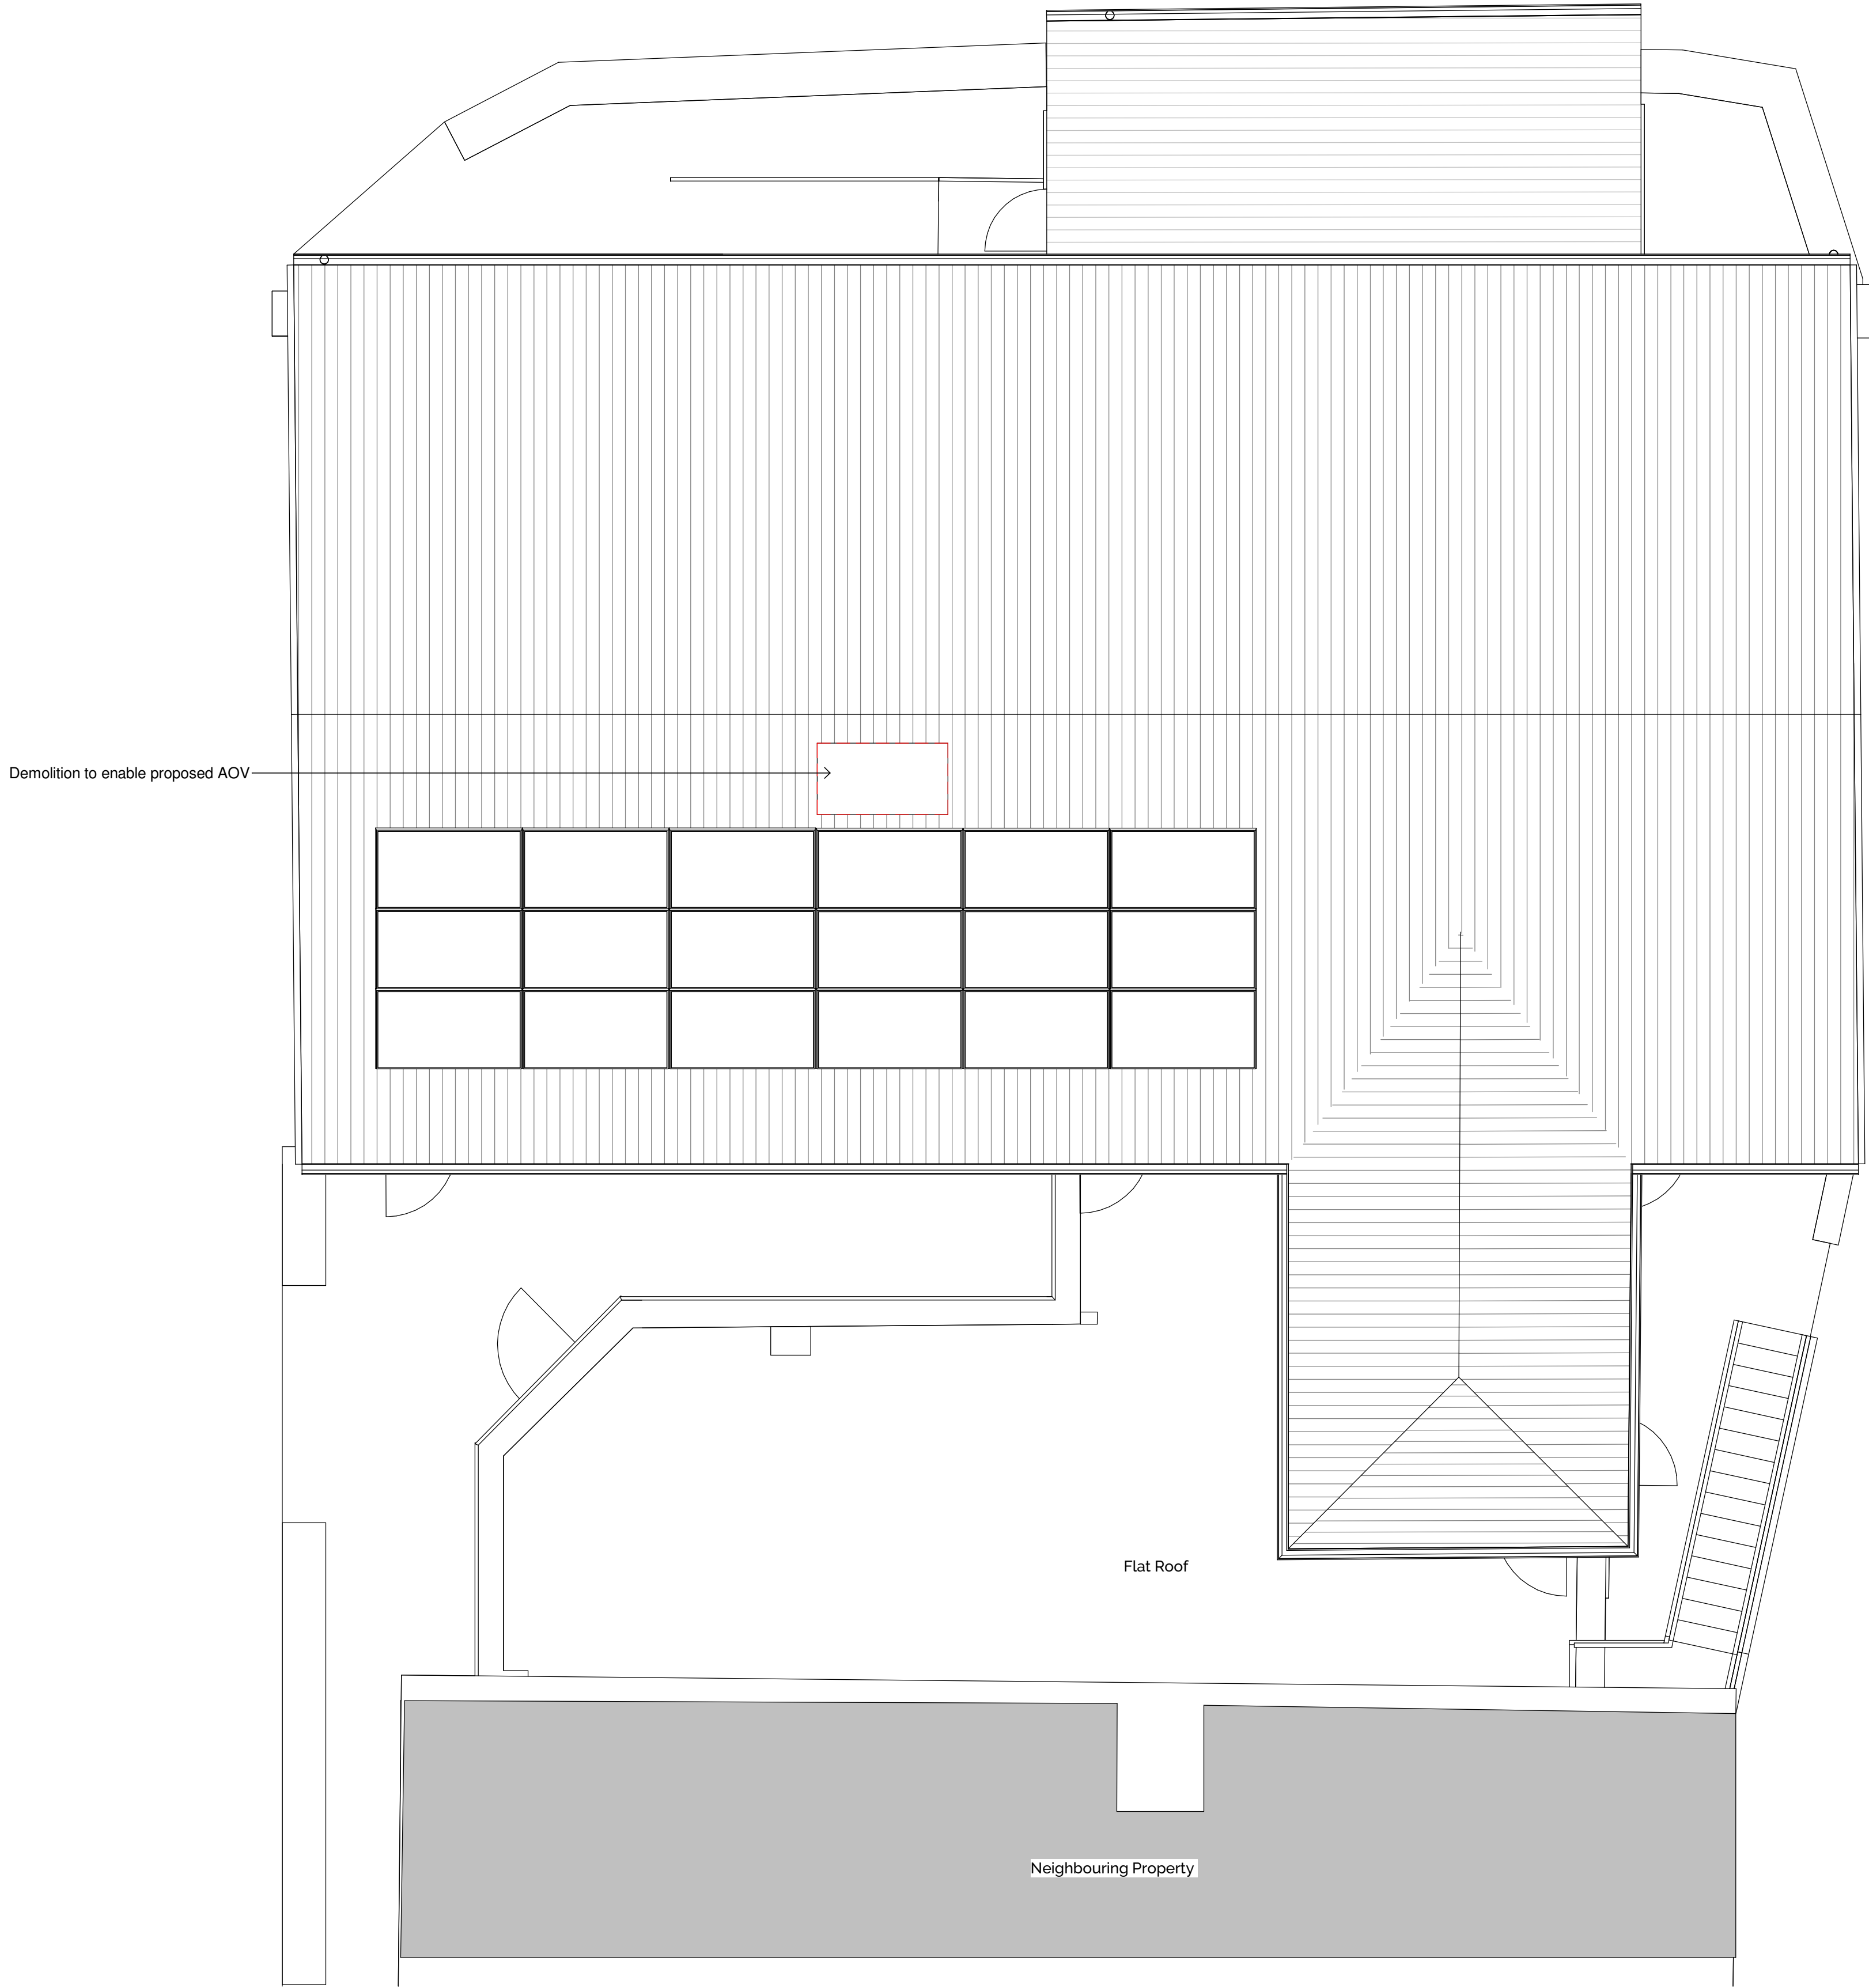 Demolition to enable proposed AOV
Flat Roof
Neighbouring Property